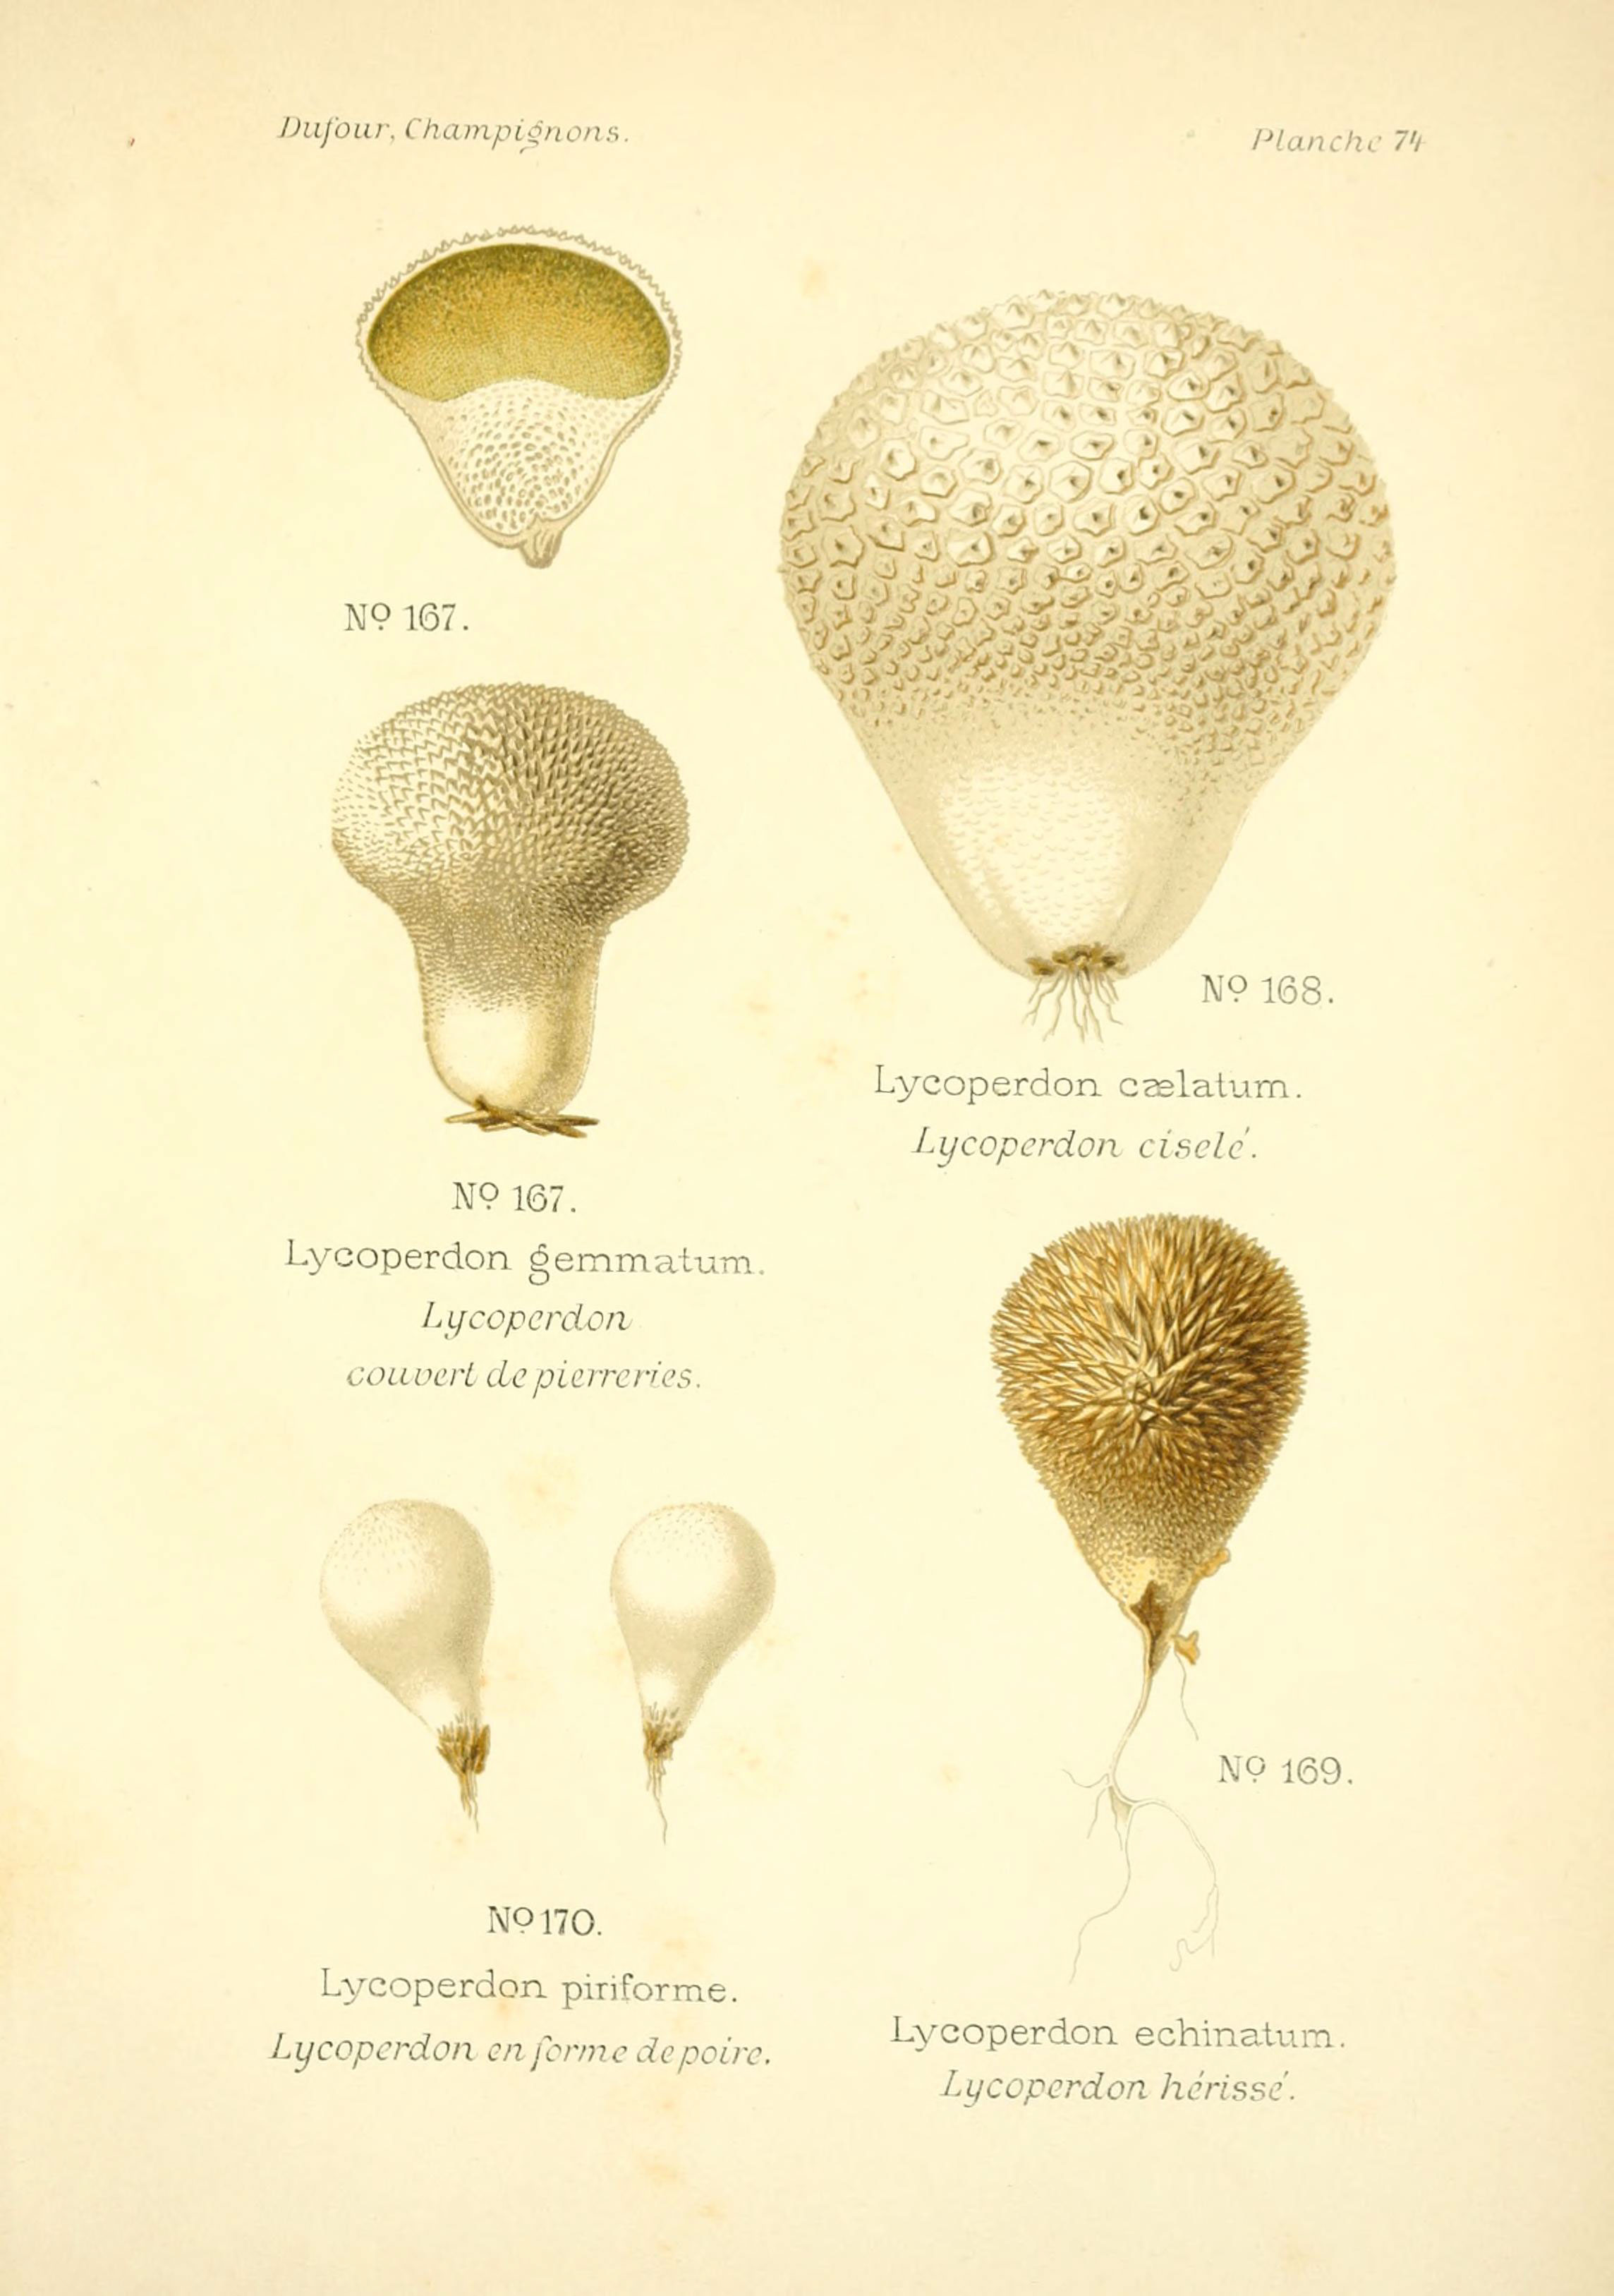 Dufour, Champignons.
Planche 74
Nº 167.
Nº 168.
Lycoperdon cælatum.
Lycoperdon ciselé.
Nº 167.
Lycoperdon gemmatum.
Lycoperdon
couvert de pierreries.
Nº 169.
Lycoperdon echinatum.
Lycoperdon hérissé.
Nº 170.
Lycoperdon piriforme.
Lycoperdon en forme de poire.